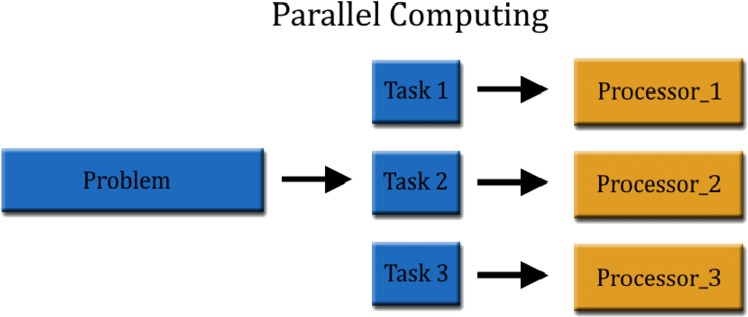 Parallel Computing
Task 1
Processor_1
Problem
Task 2
Processor_2
Task 3
Processor_3